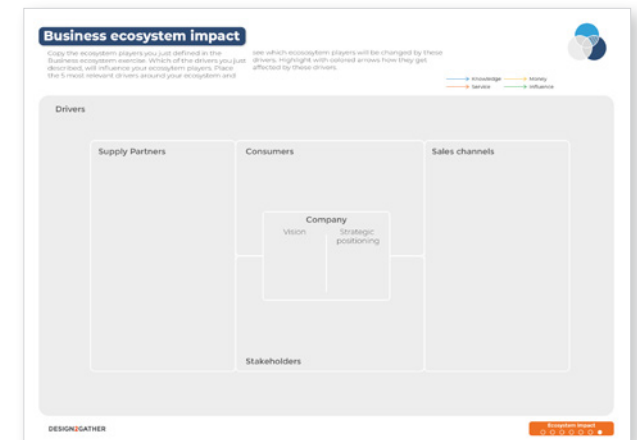 Business ecosystem impact
Copy the ecosystem players you just defined in the
Business ecosystem exercise. Which of the drivers you just
described, will influence your ecosystem players. Place
the 5 most relevant drivers around your ecosystem and
see which ecososytem players will be changed by these
drivers. Highlight with colored arrows how they get
affected by these drivers.
Knowledge
Money
Service
Influence
Drivers
Supply Partners
Consumers
Sales channels
Company
Vision
Strategic
positioning
Stakeholders
DESIGN2GATHER
Ecosystem Impact